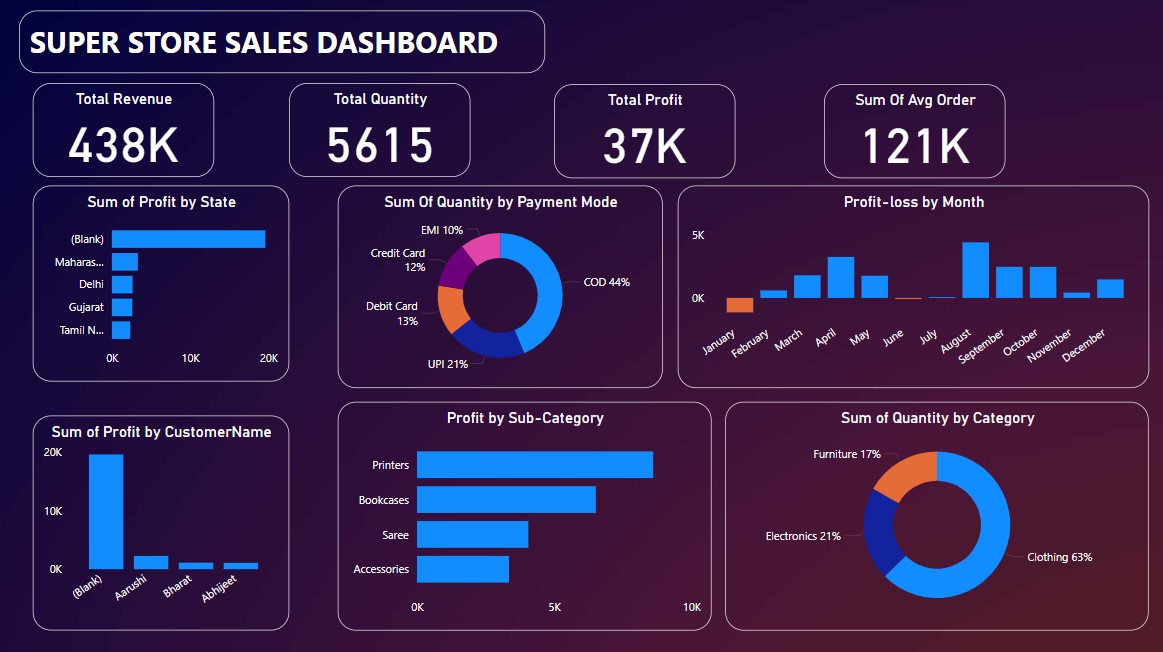 SUPER STORE SALES DASHBOARD
Total Revenue
438K
Total Quantity
5615
Total Profit
37K
Sum Of Avg Order
121K
Sum of Profit by State
(Blank)
Maharas...
Delhi
Gujarat
Tamil N...
0K 10K 20K
Sum Of Quantity by Payment Mode
EMI 10%
Credit Card
12%
Debit Card
13%
UPI 21%
COD 44%
Profit-loss by Month
5K
0K
January February March April May June July August September October November December
Sum of Profit by CustomerName
20K
10K
0K
(Blank) Aarushi Bharat Abhijeet
Profit by Sub-Category
Printers
Bookcases
Saree
Accessories
0K 5K 10K
Sum of Quantity by Category
Furniture 17%
Electronics 21%
Clothing 63%